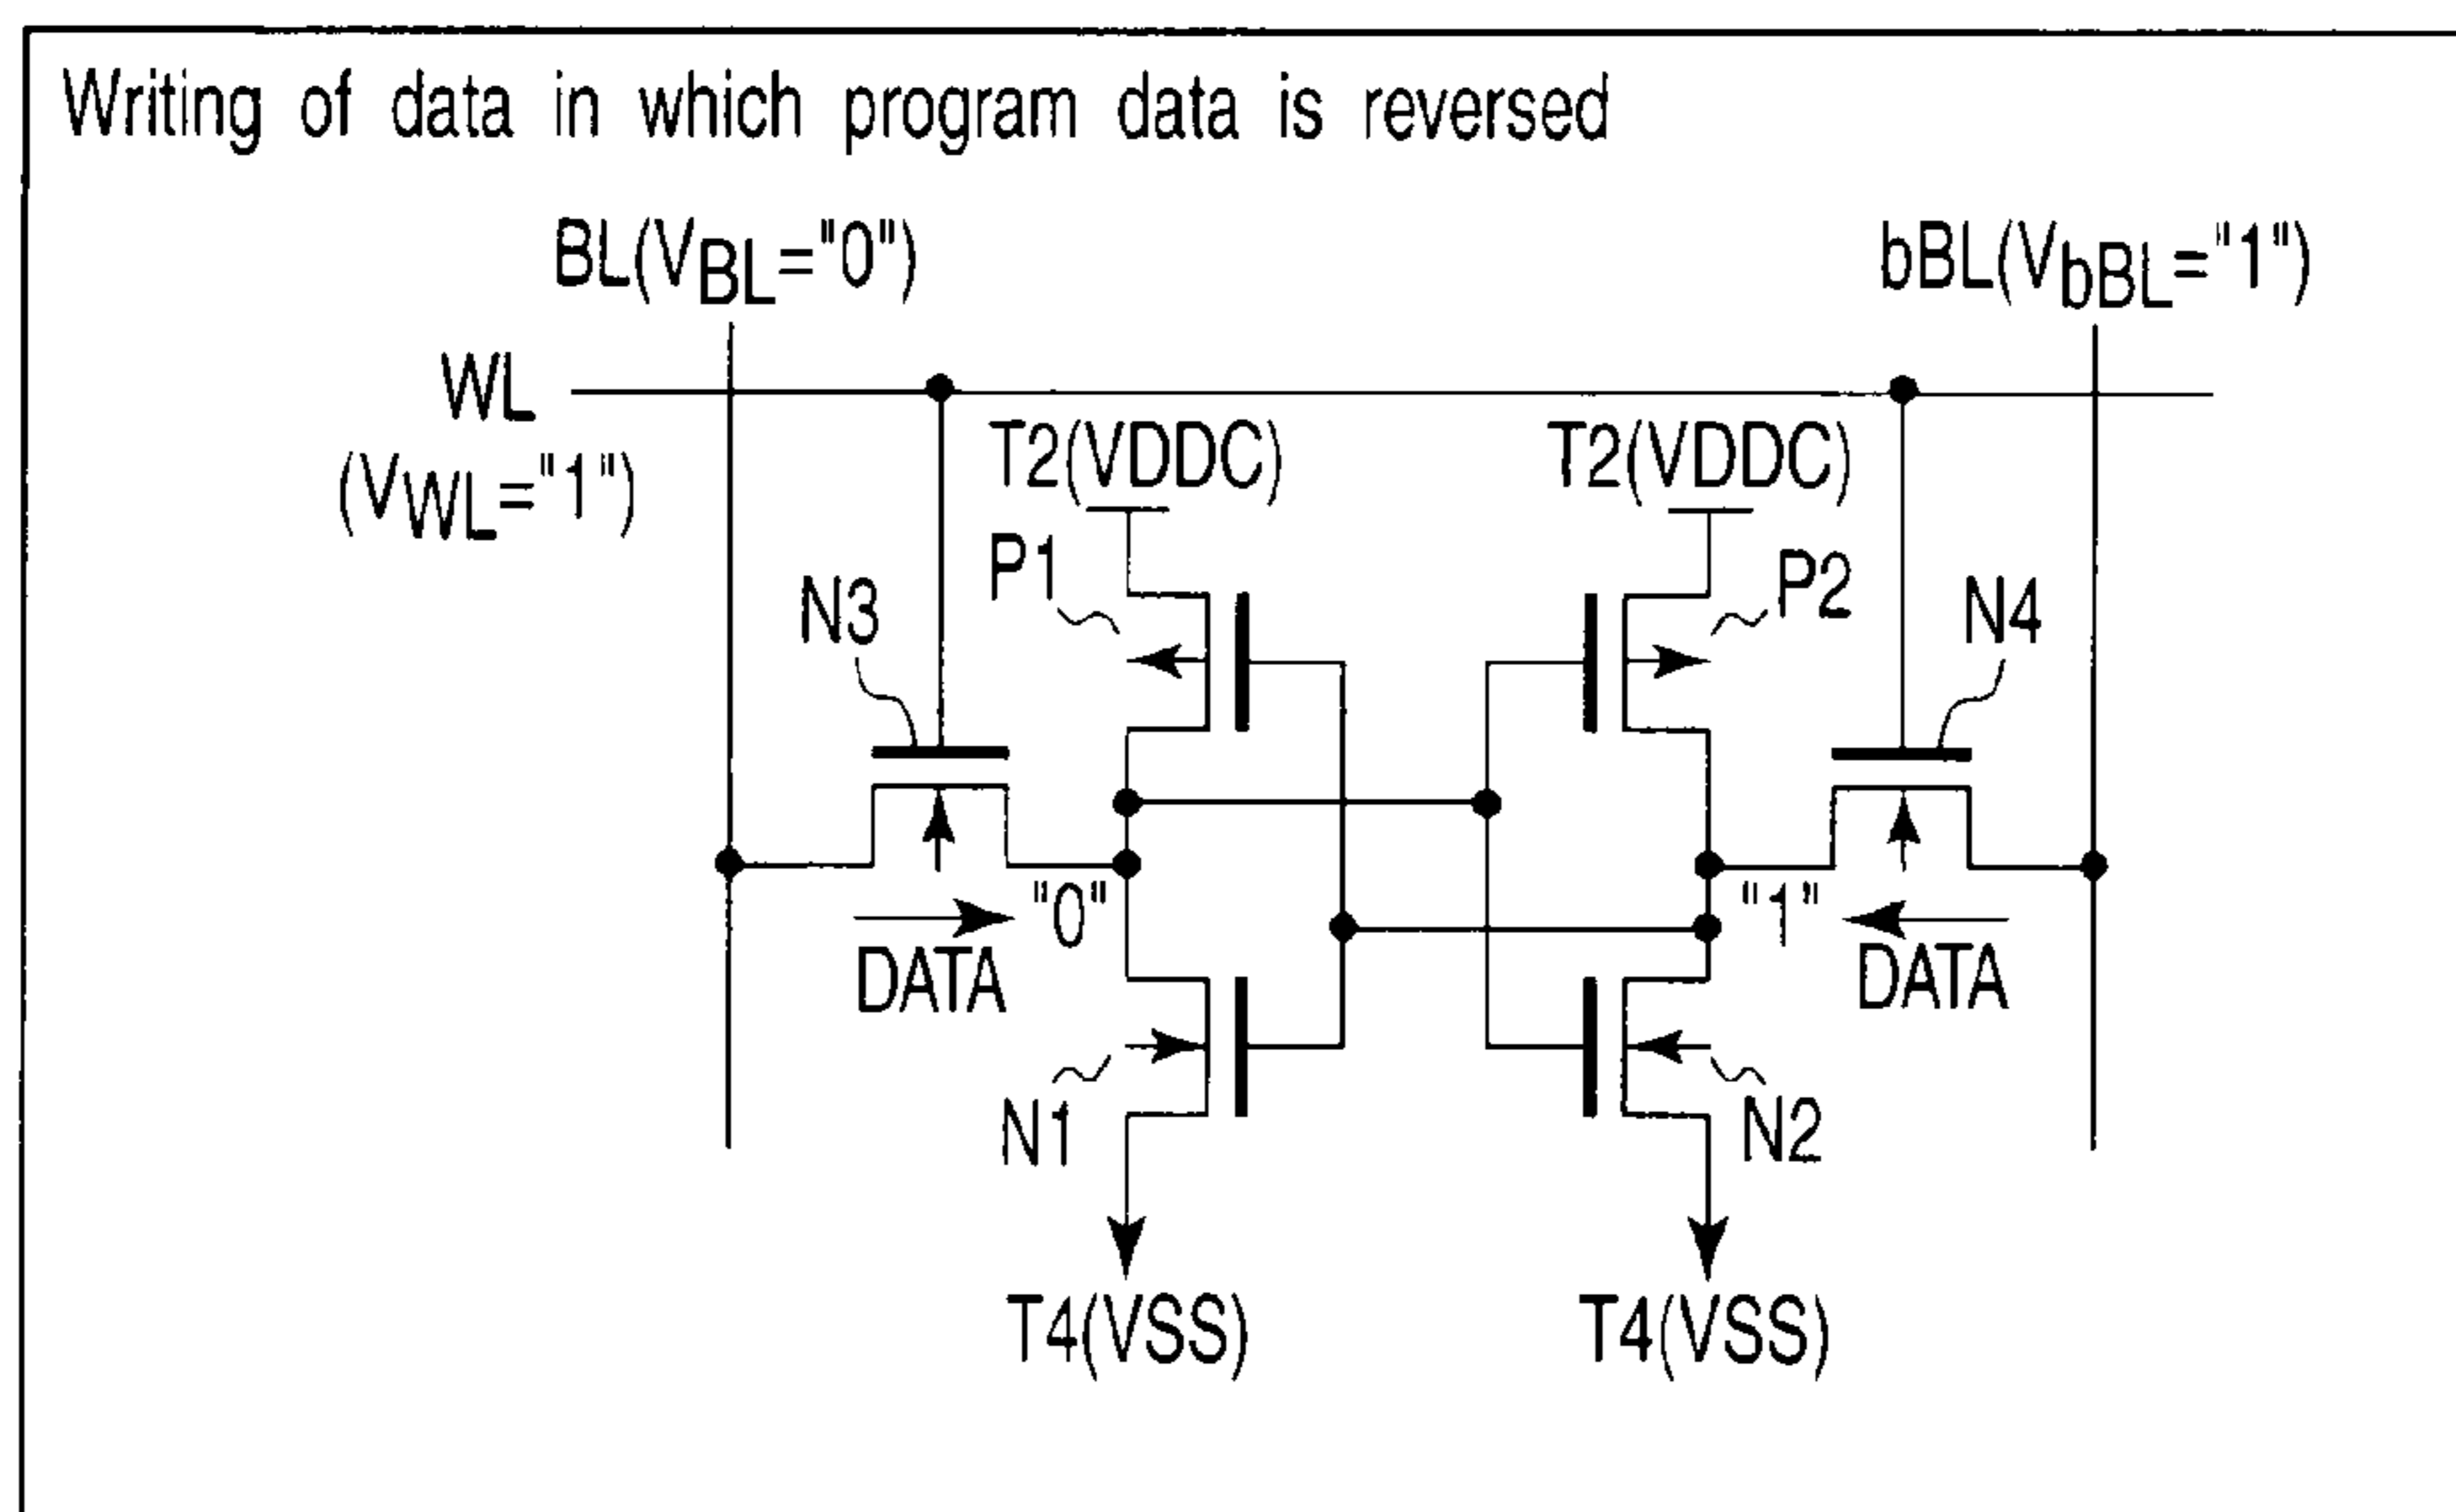 Writing of data in which program data is reversed
BL(VBL="0")
bBL(VbBL="1")
WL
(VWL="1")
T2(VDDC)
T2(VDDC)
P1
P2
N3
N4
"0"
"1"
DATA
DATA
N1
N2
T4(VSS)
T4(VSS)